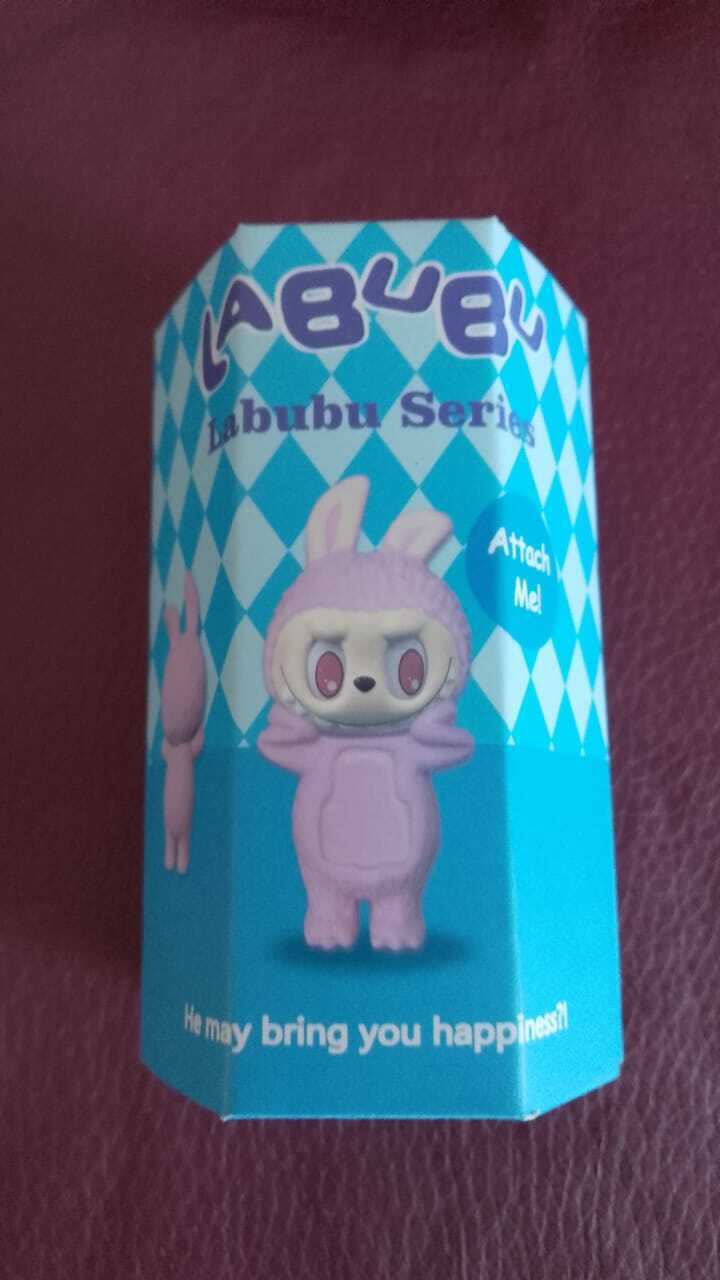 LABUBU
Labubu Series
Attach
Me!
He may bring you happiness?!